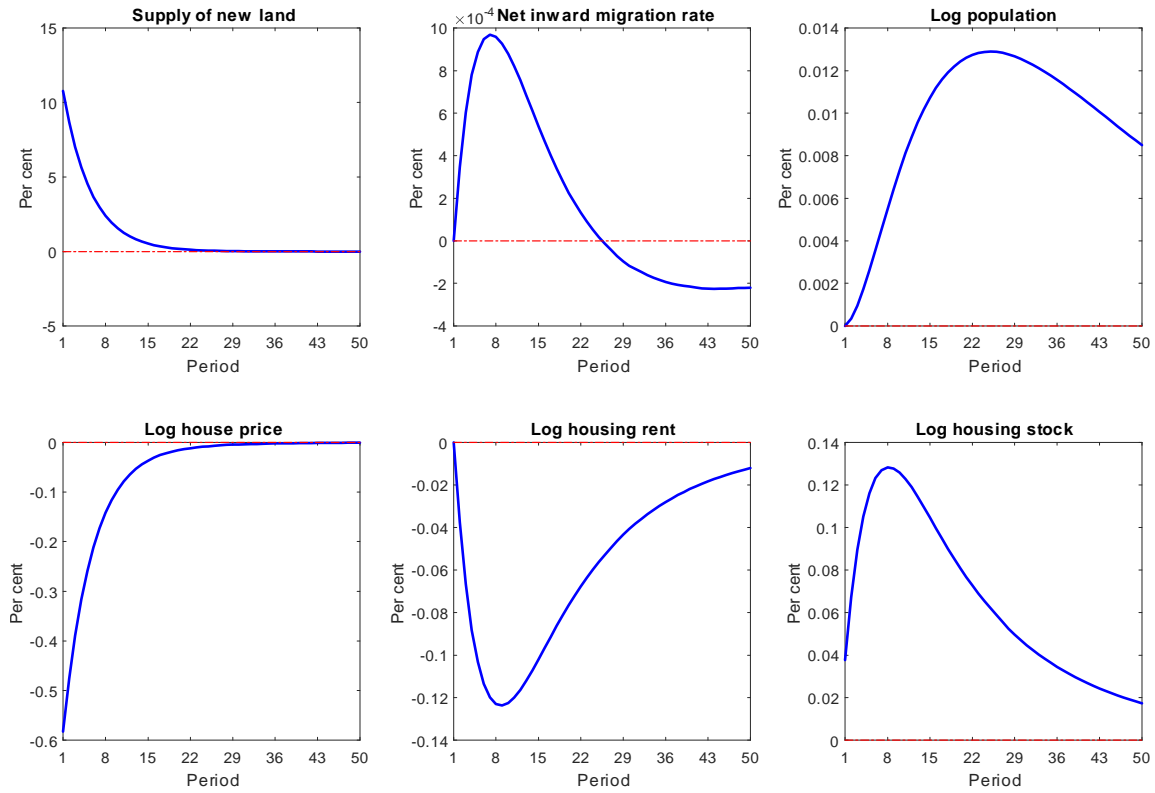 Supply of new land
15
10
5
0
-5
Per cent
1 8 15 22 29 36 43 50
Period
×10⁻⁴ Net inward migration rate
10
8
6
4
2
0
-2
-4
Per cent
1 8 15 22 29 36 43 50
Period
Log population
0.014
0.012
0.01
0.008
0.006
0.004
0.002
0
Per cent
1 8 15 22 29 36 43 50
Period
Log house price
0
-0.1
-0.2
-0.3
-0.4
-0.5
-0.6
Per cent
1 8 15 22 29 36 43 50
Period
Log housing rent
0
-0.02
-0.04
-0.06
-0.08
-0.1
-0.12
-0.14
Per cent
1 8 15 22 29 36 43 50
Period
Log housing stock
0.14
0.12
0.1
0.08
0.06
0.04
0.02
0
Per cent
1 8 15 22 29 36 43 50
Period